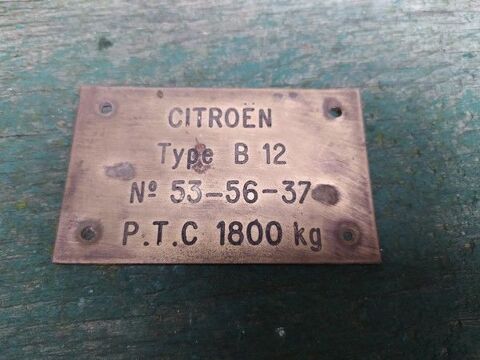 CITROËN
Type B 12
Nº 53-56-37
P.T.C 1800 kg